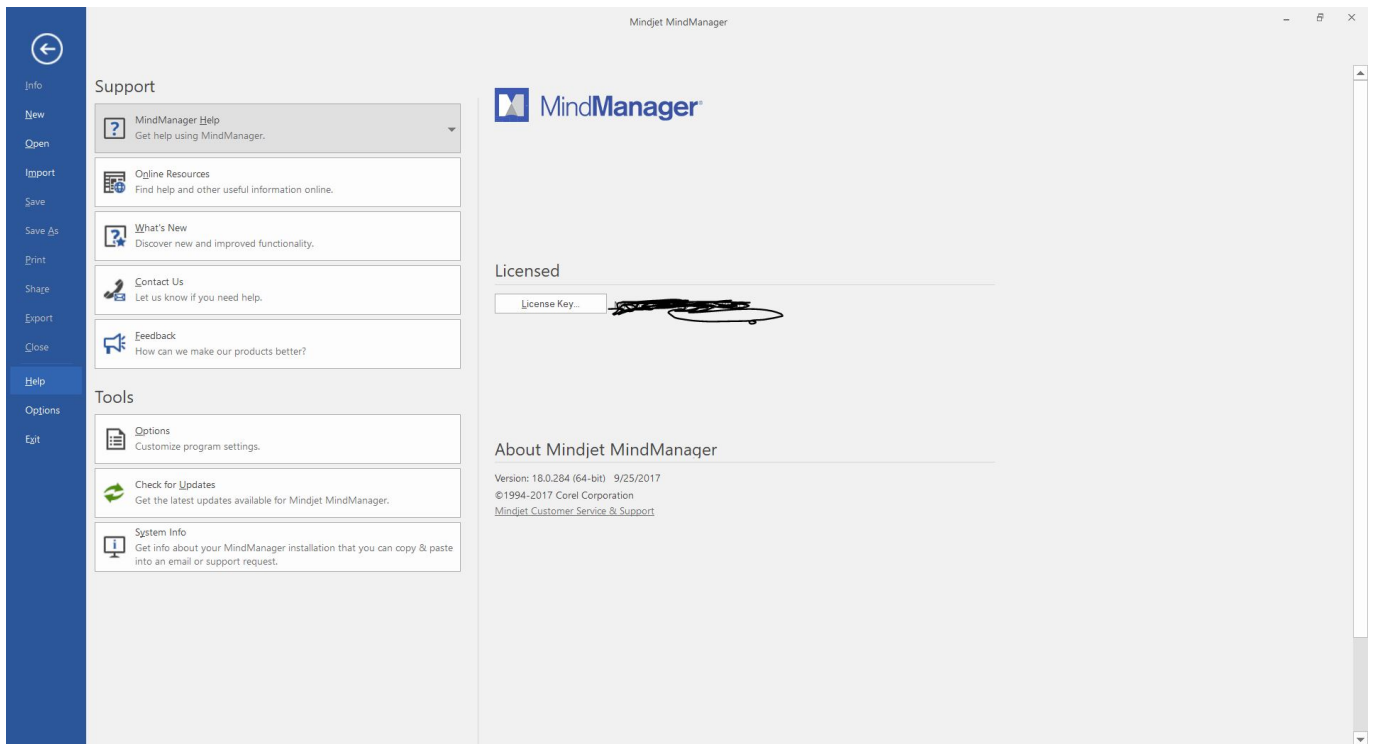 Mindjet MindManager
Info
New
Open
Import
Save
Save As
Print
Share
Export
Close
Help
Options
Exit
Support
MindManager Help
Get help using MindManager.
Online Resources
Find help and other useful information online.
What's New
Discover new and improved functionality.
Contact Us
Let us know if you need help.
Feedback
How can we make our products better?
Tools
Options
Customize program settings.
Check for Updates
Get the latest updates available for Mindjet MindManager.
System Info
Get info about your MindManager installation that you can copy & paste
into an email or support request.
MindManager®
Licensed
License Key...
About Mindjet MindManager
Version: 18.0.284 (64-bit) 9/25/2017
©1994-2017 Corel Corporation
Mindjet Customer Service & Support